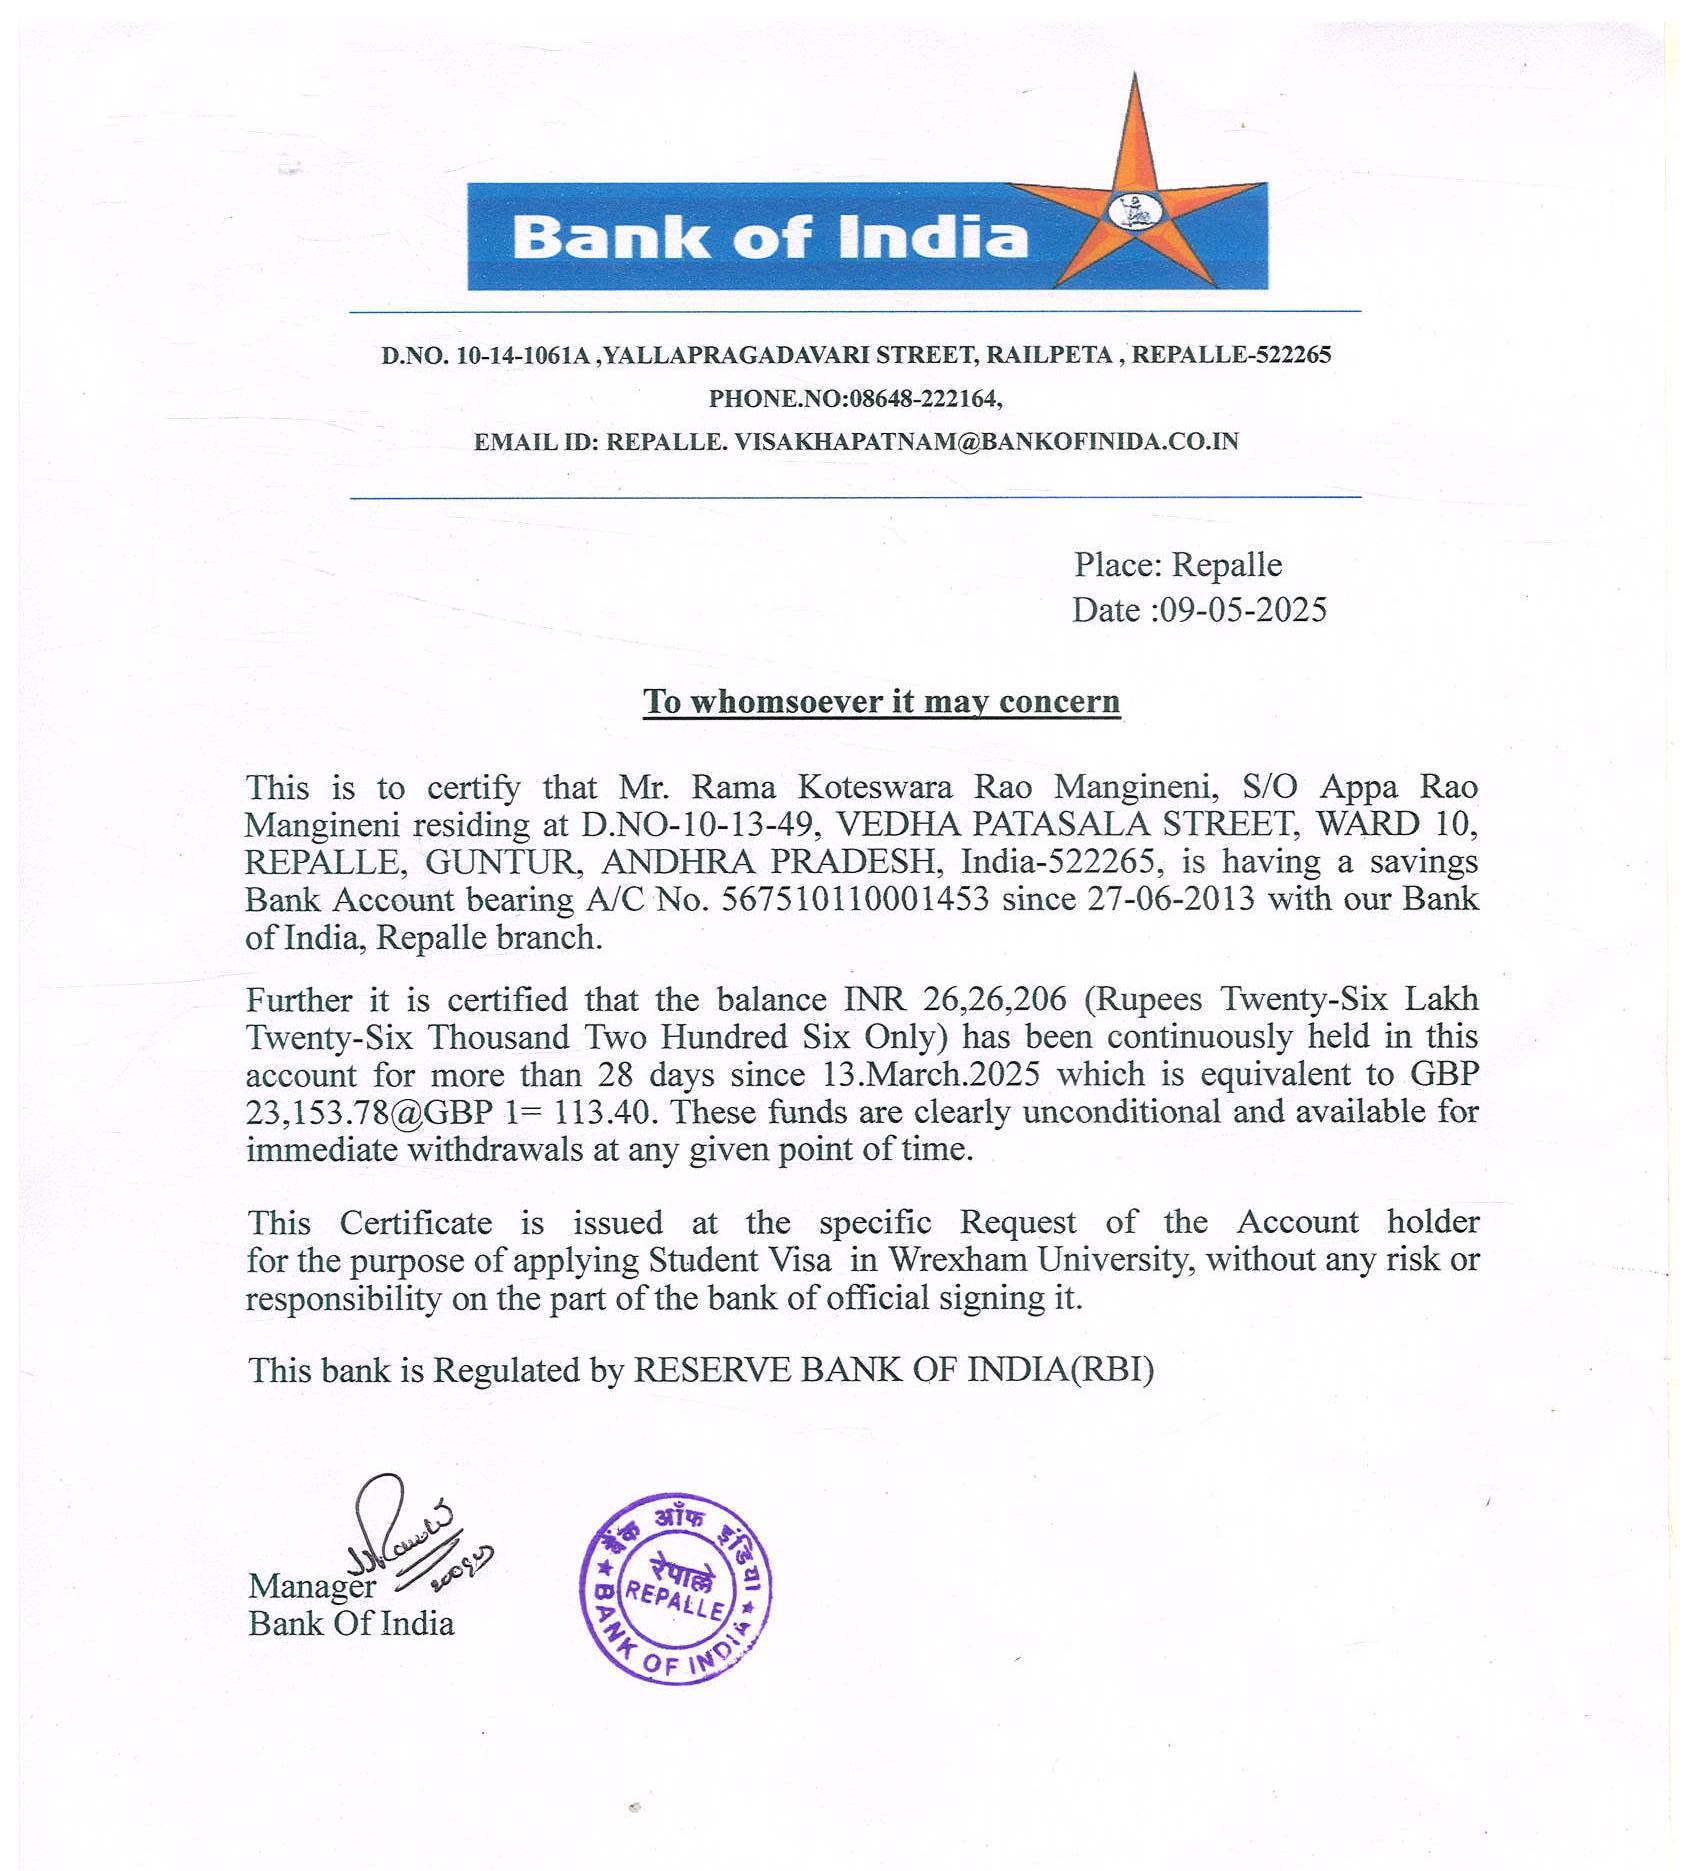 Bank of India
D.NO. 10-14-1061A ,YALLAPRAGADAVARI STREET, RAILPETA , REPALLE-522265
PHONE.NO:08648-222164,
EMAIL ID: REPALLE. VISAKHAPATNAM@BANKOFINIDA.CO.IN
Place: Repalle
Date :09-05-2025
To whomsoever it may concern
This is to certify that Mr. Rama Koteswara Rao Mangineni, S/O Appa Rao
Mangineni residing at D.NO-10-13-49, VEDHA PATASALA STREET, WARD 10,
REPALLE, GUNTUR, ANDHRA PRADESH, India-522265, is having a savings
Bank Account bearing A/C No. 567510110001453 since 27-06-2013 with our Bank
of India, Repalle branch.
Further it is certified that the balance INR 26,26,206 (Rupees Twenty-Six Lakh
Twenty-Six Thousand Two Hundred Six Only) has been continuously held in this
account for more than 28 days since 13.March.2025 which is equivalent to GBP
23,153.78@GBP 1= 113.40. These funds are clearly unconditional and available for
immediate withdrawals at any given point of time.
This Certificate is issued at the specific Request of the Account holder
for the purpose of applying Student Visa in Wrexham University, without any risk or
responsibility on the part of the bank of official signing it.
This bank is Regulated by RESERVE BANK OF INDIA(RBI)
Manager
Bank Of India
बैंक ऑफ इंडिया
रेपाल्ले
REPALLE
BANK OF INDIA